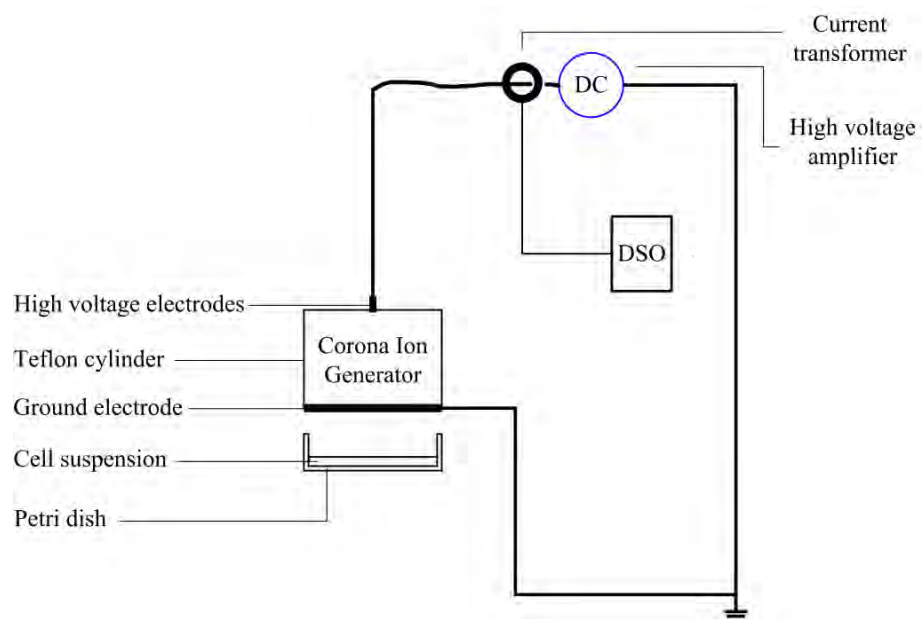 Current
transformer
DC
High voltage
amplifier
DSO
High voltage electrodes
Teflon cylinder
Corona Ion
Generator
Ground electrode
Cell suspension
Petri dish